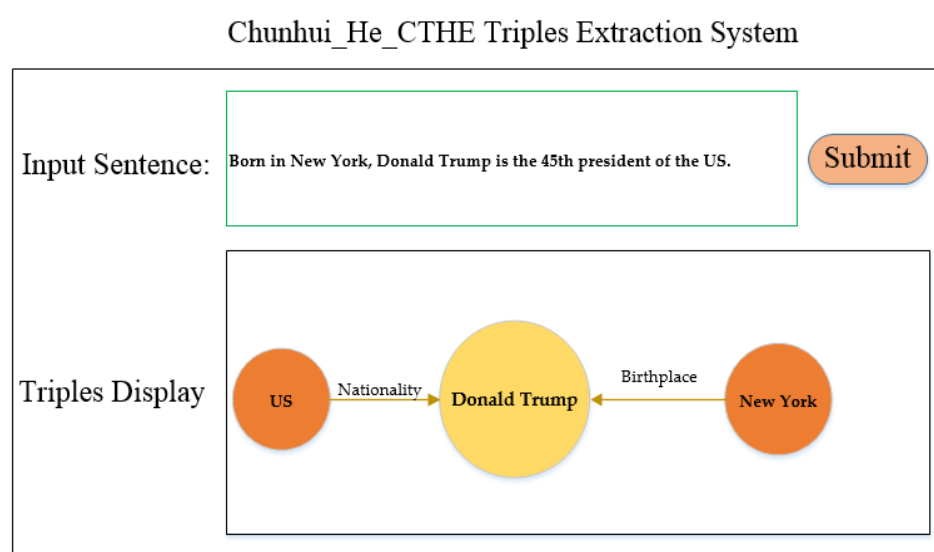 Chunhui_He_CTHE Triples Extraction System
Input Sentence:
Born in New York, Donald Trump is the 45th president of the US.
Submit
Triples Display
US
Nationality
Donald Trump
Birthplace
New York